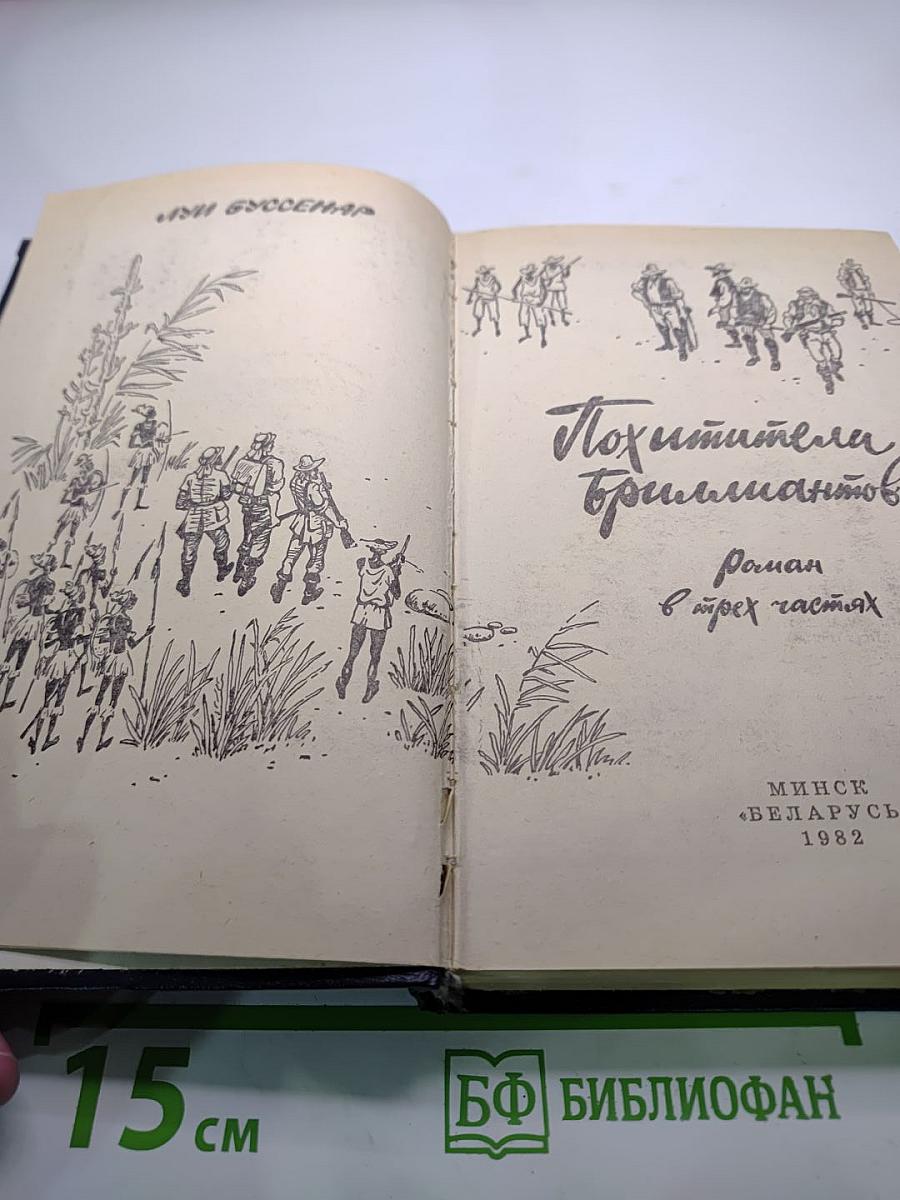 ЛУИ БУССЕНАР
Похитители
Бриллиантов
роман
в трех частях
МИНСК
«БЕЛАРУСЬ
1982
15 см
БФ БИБЛИОФАН